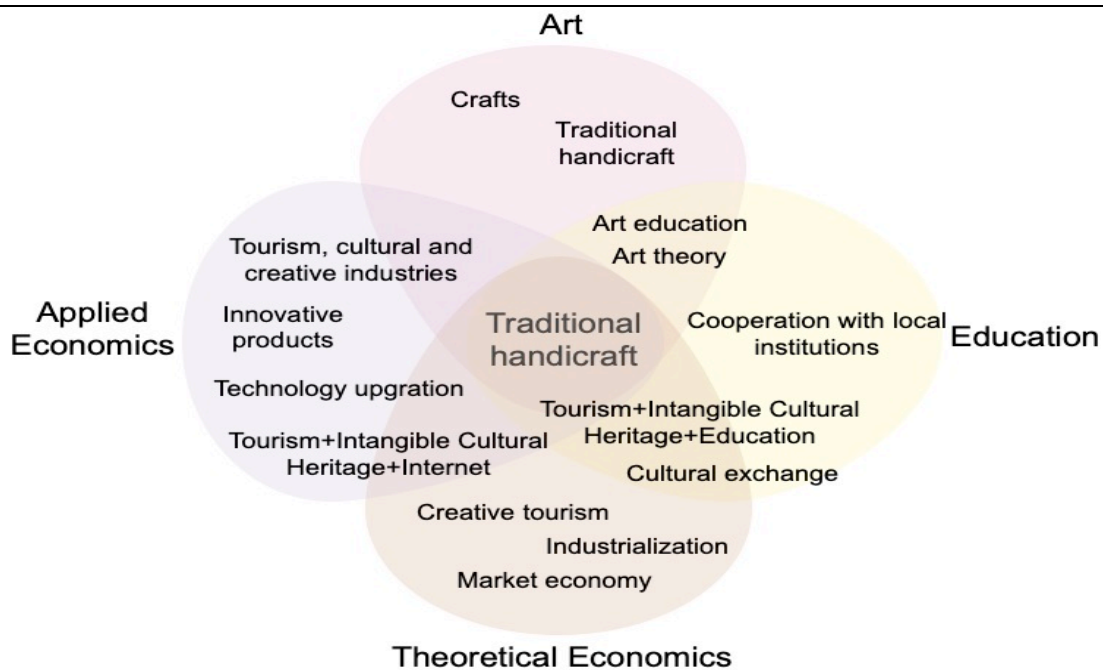 Art
Crafts
Traditional
handicraft
Art education
Art theory
Tourism, cultural and
creative industries
Applied
Economics
Innovative
products
Traditional
handicraft
Cooperation with local
institutions
Education
Technology upgration
Tourism+Intangible Cultural
Heritage+Education
Tourism+Intangible Cultural
Heritage+Internet
Cultural exchange
Creative tourism
Industrialization
Market economy
Theoretical Economics